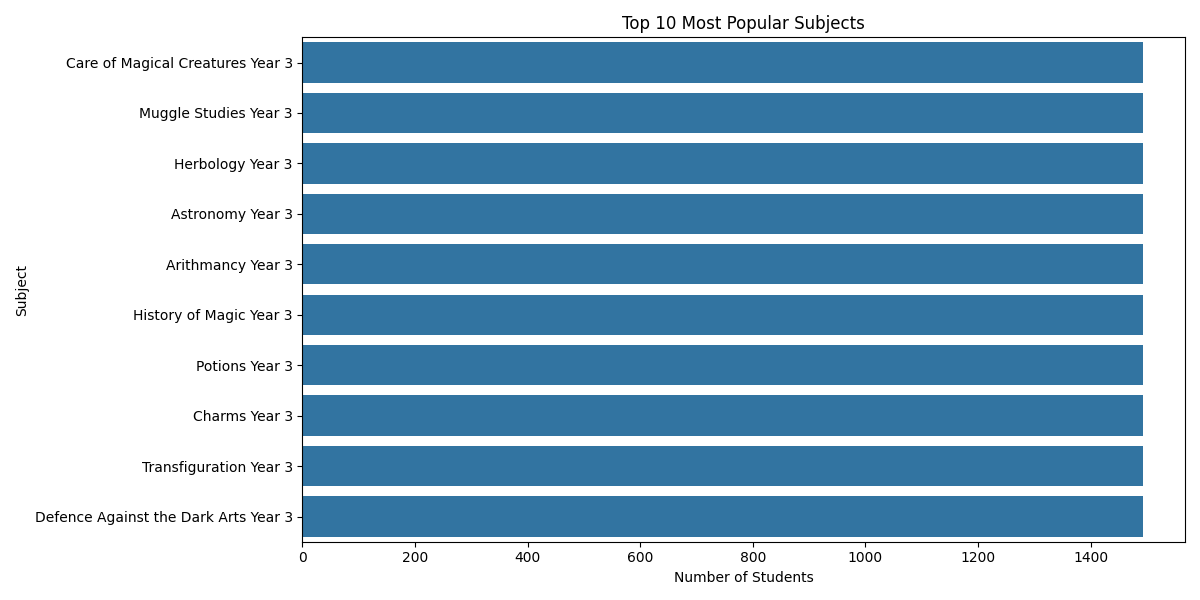 Top 10 Most Popular Subjects
Subject
Care of Magical Creatures Year 3
Muggle Studies Year 3
Herbology Year 3
Astronomy Year 3
Arithmancy Year 3
History of Magic Year 3
Potions Year 3
Charms Year 3
Transfiguration Year 3
Defence Against the Dark Arts Year 3
0 200 400 600 800 1000 1200 1400
Number of Students